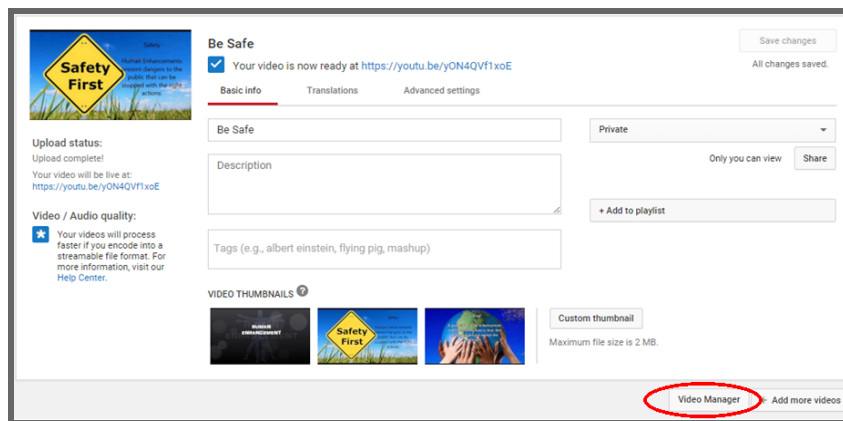 Safety First
Safety
Human Enhancements
present dangers to the
public that can be
stopped with the right
actions.
Upload status:
Upload complete!
Your video will be live at:
https://youtu.be/yON4QVf1xoE
Video / Audio quality:
Your videos will process
faster if you encode into a
streamable file format. For
more information, visit our
Help Center.
Be Safe
Your video is now ready at https://youtu.be/yON4QVf1xoE
Basic info Translations Advanced settings
Be Safe
Description
Tags (e.g., albert einstein, flying pig, mashup)
VIDEO THUMBNAILS ?
HUMAN
ENHANCEMENT
Safety
First
Custom thumbnail
Maximum file size is 2 MB.
Save changes
All changes saved.
Private
Only you can view Share
+ Add to playlist
Video Manager + Add more videos